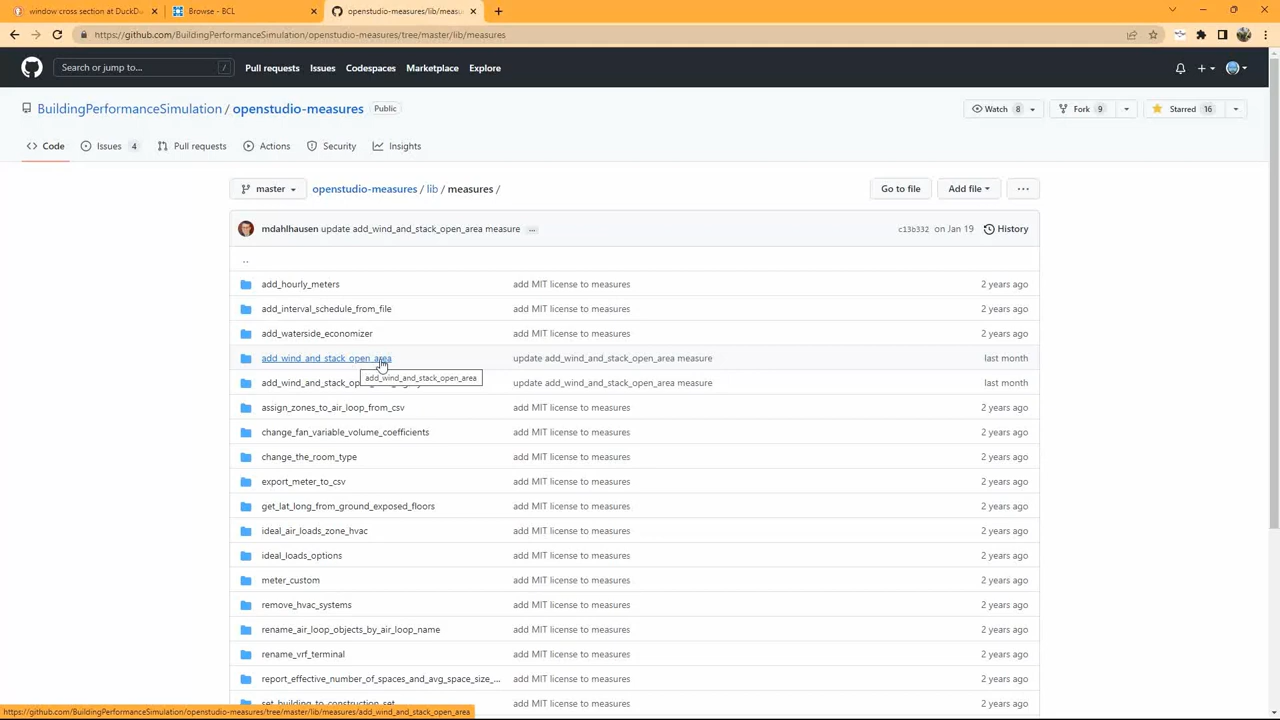 window cross section at DuckDu
Browse - BCL
openstudio-measures/lib/measu
https://github.com/BuildingPerformanceSimulation/openstudio-measures/tree/master/lib/measures
Search or jump to... /
Pull requests Issues Codespaces Marketplace Explore
BuildingPerformanceSimulation / openstudio-measures Public
Watch 8 Fork 9 Starred 16
Code Issues 4 Pull requests Actions Security Insights
master openstudio-measures / lib / measures / Go to file Add file ...
mdahlhausen update add_wind_and_stack_open_area measure ... c13b332 on Jan 19 History
..
add_hourly_meters add MIT license to measures 2 years ago
add_interval_schedule_from_file add MIT license to measures 2 years ago
add_waterside_economizer add MIT license to measures 2 years ago
add_wind_and_stack_open_area update add_wind_and_stack_open_area measure last month
add_wind_and_stack_open_area
add_wind_and_stack_op update add_wind_and_stack_open_area measure last month
assign_zones_to_air_loop_from_csv add MIT license to measures 2 years ago
change_fan_variable_volume_coefficients add MIT license to measures 2 years ago
change_the_room_type add MIT license to measures 2 years ago
export_meter_to_csv add MIT license to measures 2 years ago
get_lat_long_from_ground_exposed_floors add MIT license to measures 2 years ago
ideal_air_loads_zone_hvac add MIT license to measures 2 years ago
ideal_loads_options add MIT license to measures 2 years ago
meter_custom add MIT license to measures 2 years ago
remove_hvac_systems add MIT license to measures 2 years ago
rename_air_loop_objects_by_air_loop_name add MIT license to measures 2 years ago
rename_vrf_terminal add MIT license to measures 2 years ago
report_effective_number_of_spaces_and_avg_space_size_... add MIT license to measures 2 years ago
set_building_to_construction_set add MIT license to measures 2 years ago
https://github.com/BuildingPerformanceSimulation/openstudio-measures/tree/master/lib/measures/add_wind_and_stack_open_area